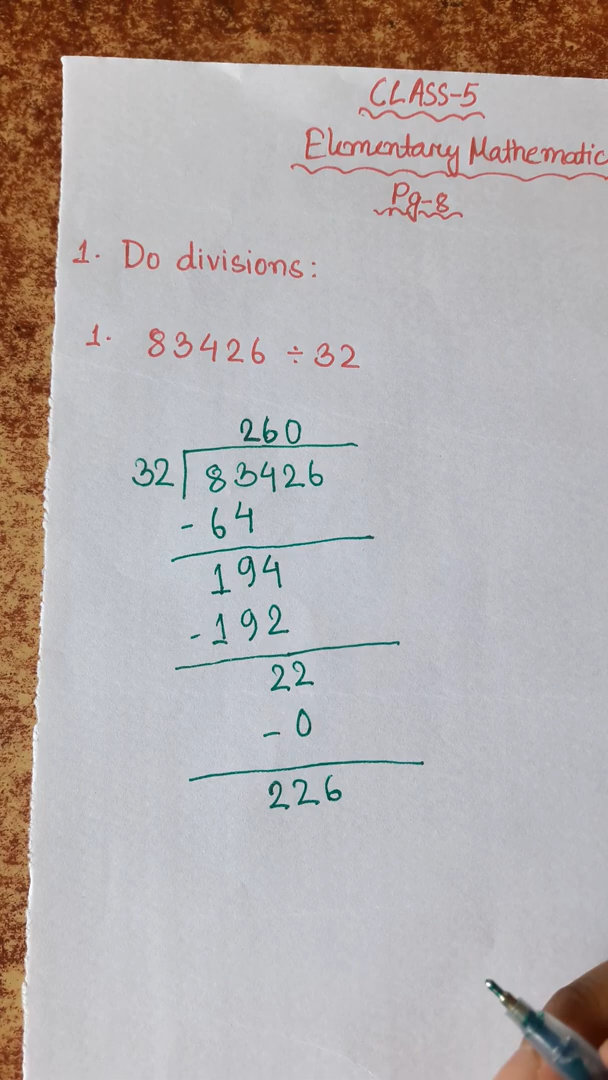 CLASS-5
Elementary Mathematic
Pg-8
1. Do divisions:
1. 83426 ÷ 32
260
32 83426
- 64
194
- 192
22
- 0
226